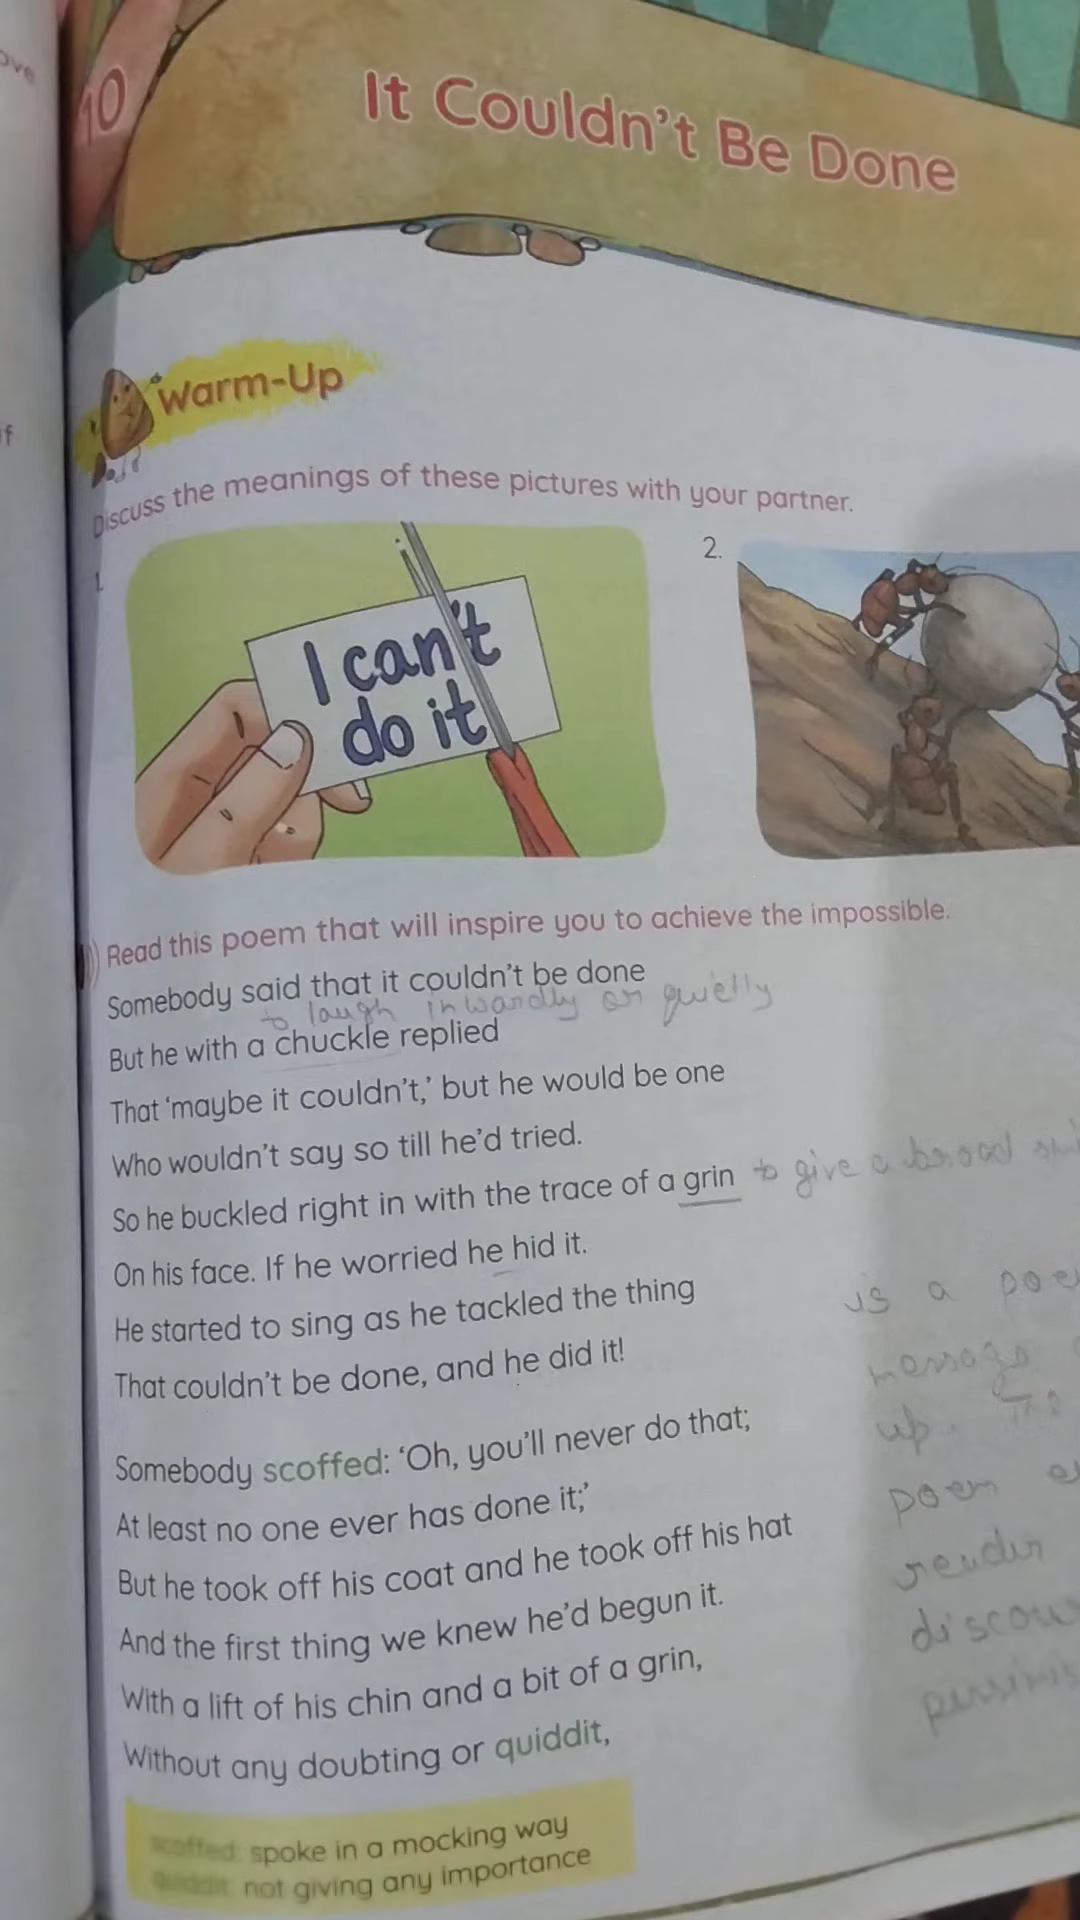 ove
10
It Couldn't Be Done
Warm-Up
Discuss the meanings of these pictures with your partner.
1.
2.
I can't
do it
Read this poem that will inspire you to achieve the impossible.
Somebody said that it couldn't be done
to laugh inwardly or quietly
But he with a chuckle replied
That 'maybe it couldn't,' but he would be one
Who wouldn't say so till he'd tried.
So he buckled right in with the trace of a grin to give a broad
On his face. If he worried he hid it.
is a
He started to sing as he tackled the thing
That couldn't be done, and he did it!
up.
Somebody scoffed: 'Oh, you'll never do that;
poem
At least no one ever has done it;'
But he took off his coat and he took off his hat
And the first thing we knew he'd begun it.
With a lift of his chin and a bit of a grin,
Without any doubting or quiddit,
scoffed: spoke in a mocking way
quiddit: not giving any importance